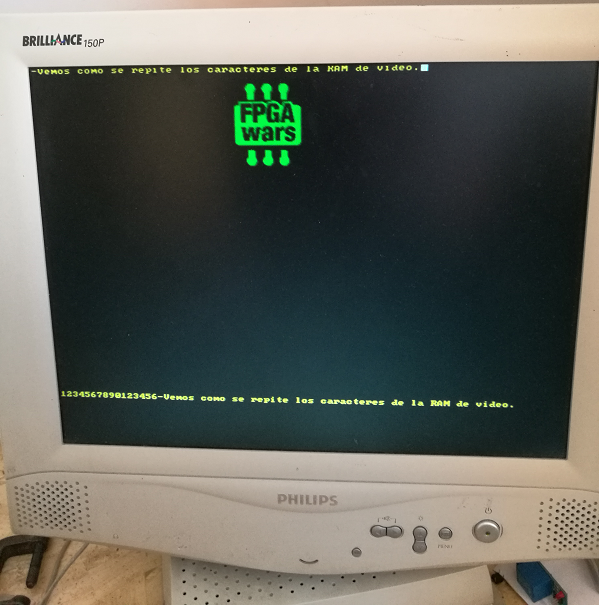 BRILLIANCE 150P
-Vemos como se repite los caracteres de la RAM de video.
FPGA
wars
1234567890123456-Vemos como se repite los caracteres de la RAM de video.
PHILIPS
MENU